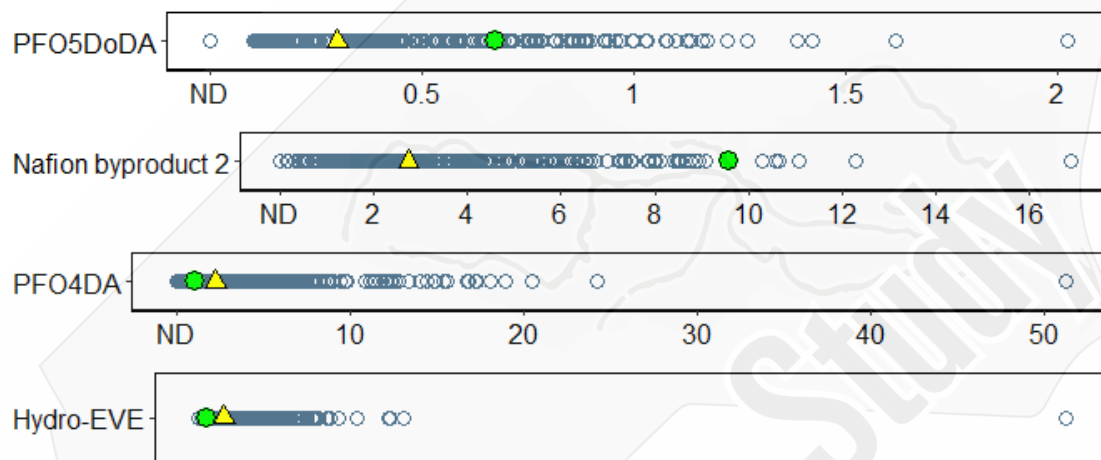 PFO5DoDA
ND 0.5 1 1.5 2
Nafion byproduct 2
ND 2 4 6 8 10 12 14 16
PFO4DA
ND 10 20 30 40 50
Hydro-EVE
Study